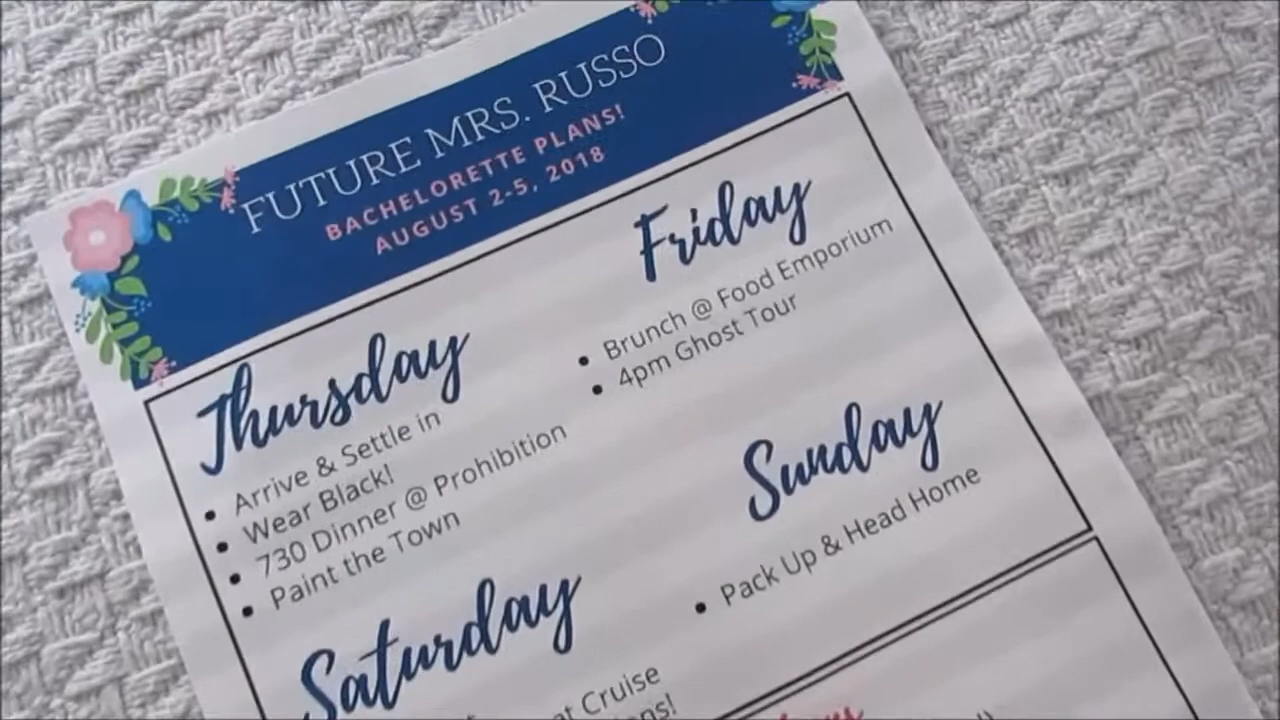 FUTURE MRS. RUSSO
BACHELORETTE PLANS!
AUGUST 2-5, 2018
Thursday
Arrive & Settle in
Wear Black!
730 Dinner @ Prohibition
Paint the Town
Friday
Brunch @ Food Emporium
4pm Ghost Tour
Saturday
Cruise
Sunday
Pack Up & Head Home